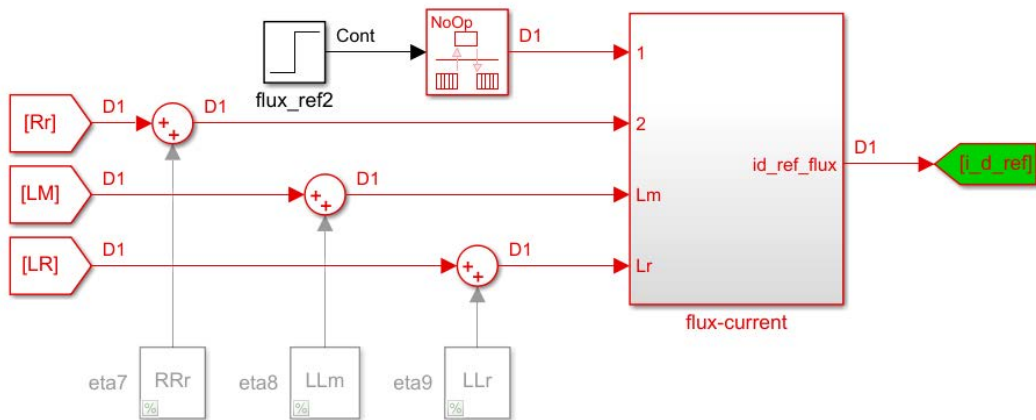 NoOp
Cont
D1
1
flux_ref2
[Rr]
D1
+
+
D1
2
id_ref_flux
D1
[i_d_ref]
[LM]
D1
+
+
D1
Lm
[LR]
D1
+
+
D1
Lr
flux-current
eta7
RRr
%
eta8
LLm
%
eta9
LLr
%